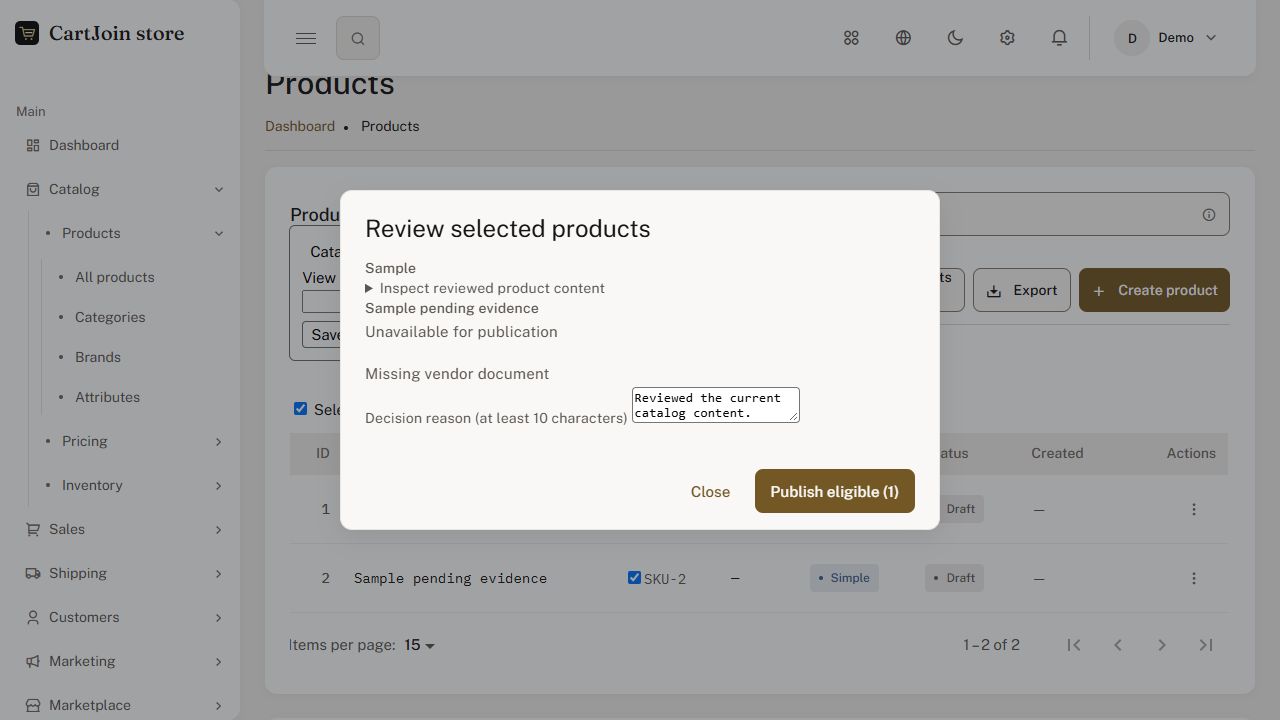 CartJoin store
D
Demo
Main
Dashboard
Catalog
Products
All products
Categories
Brands
Attributes
Pricing
Inventory
Sales
Shipping
Customers
Marketing
Marketplace
Products
Dashboard • Products
View
Export
+ Create product
Review selected products
Sample
Inspect reviewed product content
Sample pending evidence
Unavailable for publication
Missing vendor document
Decision reason (at least 10 characters)
Reviewed the current
catalog content.
Close
Publish eligible (1)
ID
Created
Actions
1
Draft
—
2
Sample pending evidence
SKU-2
—
Simple
Draft
—
Items per page: 15
1–2 of 2